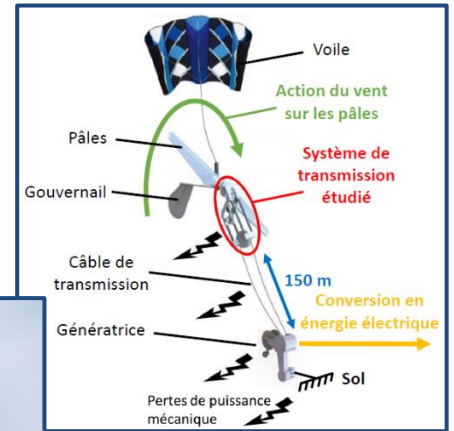 Voile
Action du vent
sur les pâles
Pâles
Système de
transmission
étudié
Gouvernail
Câble de
transmission
150 m
Conversion en
énergie électrique
Génératrice
Sol
Pertes de puissance
mécanique